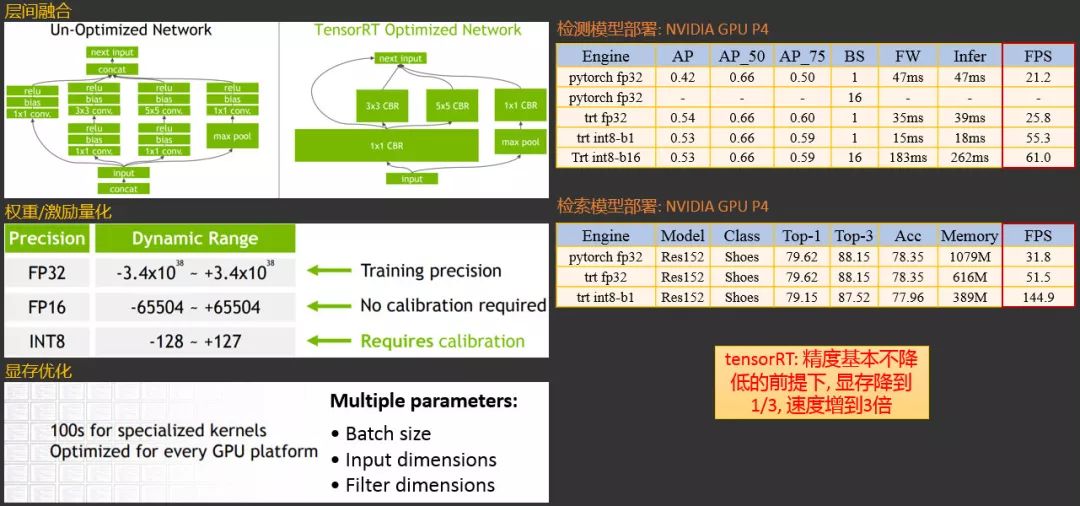 层间融合
Un-Optimized Network
next input
concat
relu
bias
1x1 conv.
relu
bias
3x3 conv.
relu
bias
5x5 conv.
relu
bias
1x1 conv.
relu
bias
1x1 conv.
relu
bias
1x1 conv.
max pool
input
concat
TensorRT Optimized Network
next input
3x3 CBR
5x5 CBR
1x1 CBR
1x1 CBR
max pool
input
权重/激励量化
Precision Dynamic Range
FP32 -3.4x10^38 ~ +3.4x10^38 Training precision
FP16 -65504 ~ +65504 No calibration required
INT8 -128 ~ +127 Requires calibration
显存优化
100s for specialized kernels
Optimized for every GPU platform
Multiple parameters:
• Batch size
• Input dimensions
• Filter dimensions
检测模型部署: NVIDIA GPU P4
Engine AP AP_50 AP_75 BS FW Infer FPS
pytorch fp32 0.42 0.66 0.50 1 47ms 47ms 21.2
pytorch fp32 - - - 16 - - -
trt fp32 0.54 0.66 0.60 1 35ms 39ms 25.8
trt int8-b1 0.53 0.66 0.59 1 15ms 18ms 55.3
Trt int8-b16 0.53 0.66 0.59 16 183ms 262ms 61.0
检索模型部署: NVIDIA GPU P4
Engine Model Class Top-1 Top-3 Acc Memory FPS
pytorch fp32 Res152 Shoes 79.62 88.15 78.35 1079M 31.8
trt fp32 Res152 Shoes 79.62 88.15 78.35 616M 51.5
trt int8-b1 Res152 Shoes 79.15 87.52 77.96 389M 144.9
tensorRT: 精度基本不降
低的前提下, 显存降到
1/3, 速度增到3倍